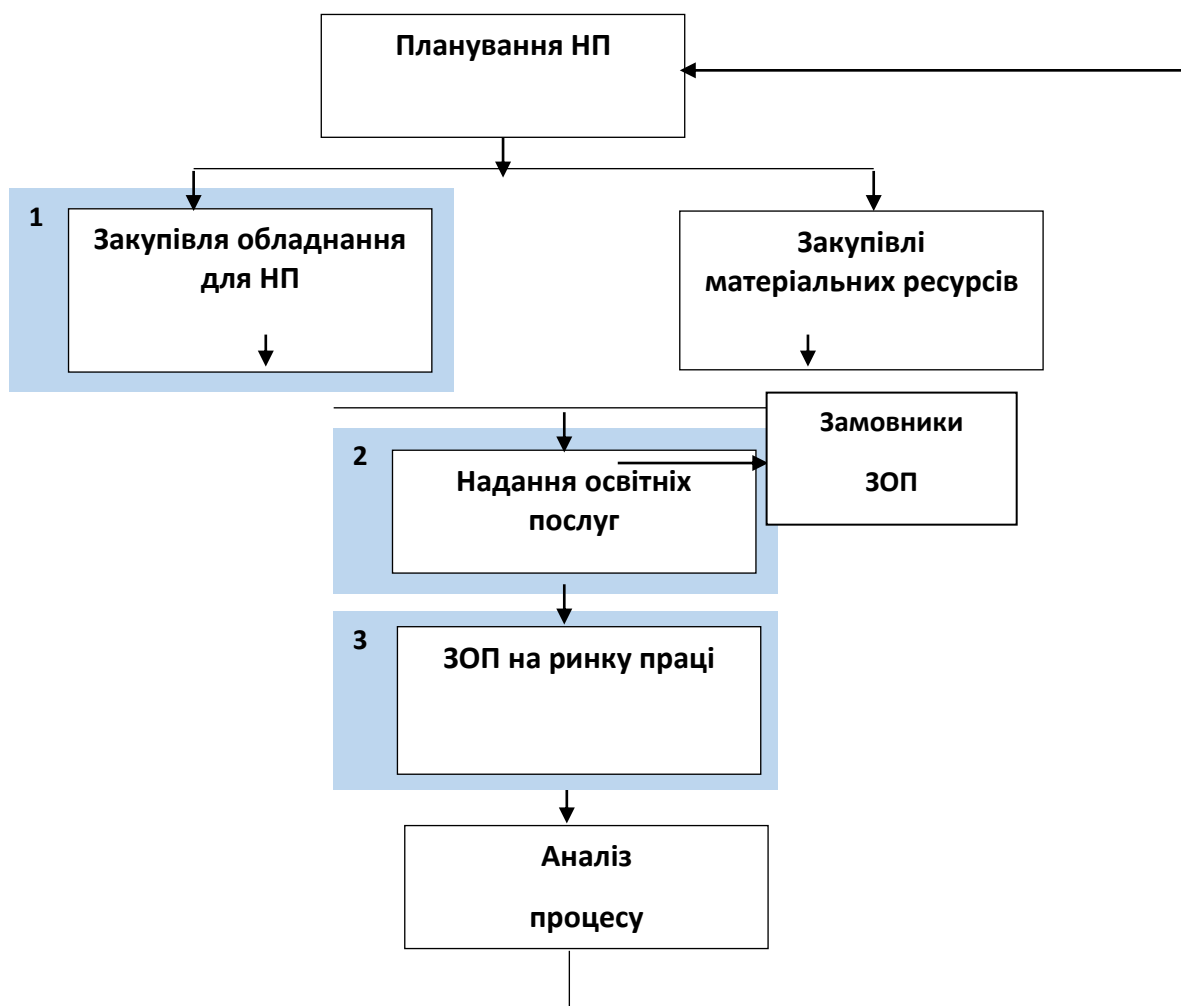 Планування НП
1
Закупівля обладнання
для НП
Закупівлі
матеріальних ресурсів
Замовники
ЗОП
2
Надання освітніх
послуг
3
ЗОП на ринку праці
Аналіз
процесу